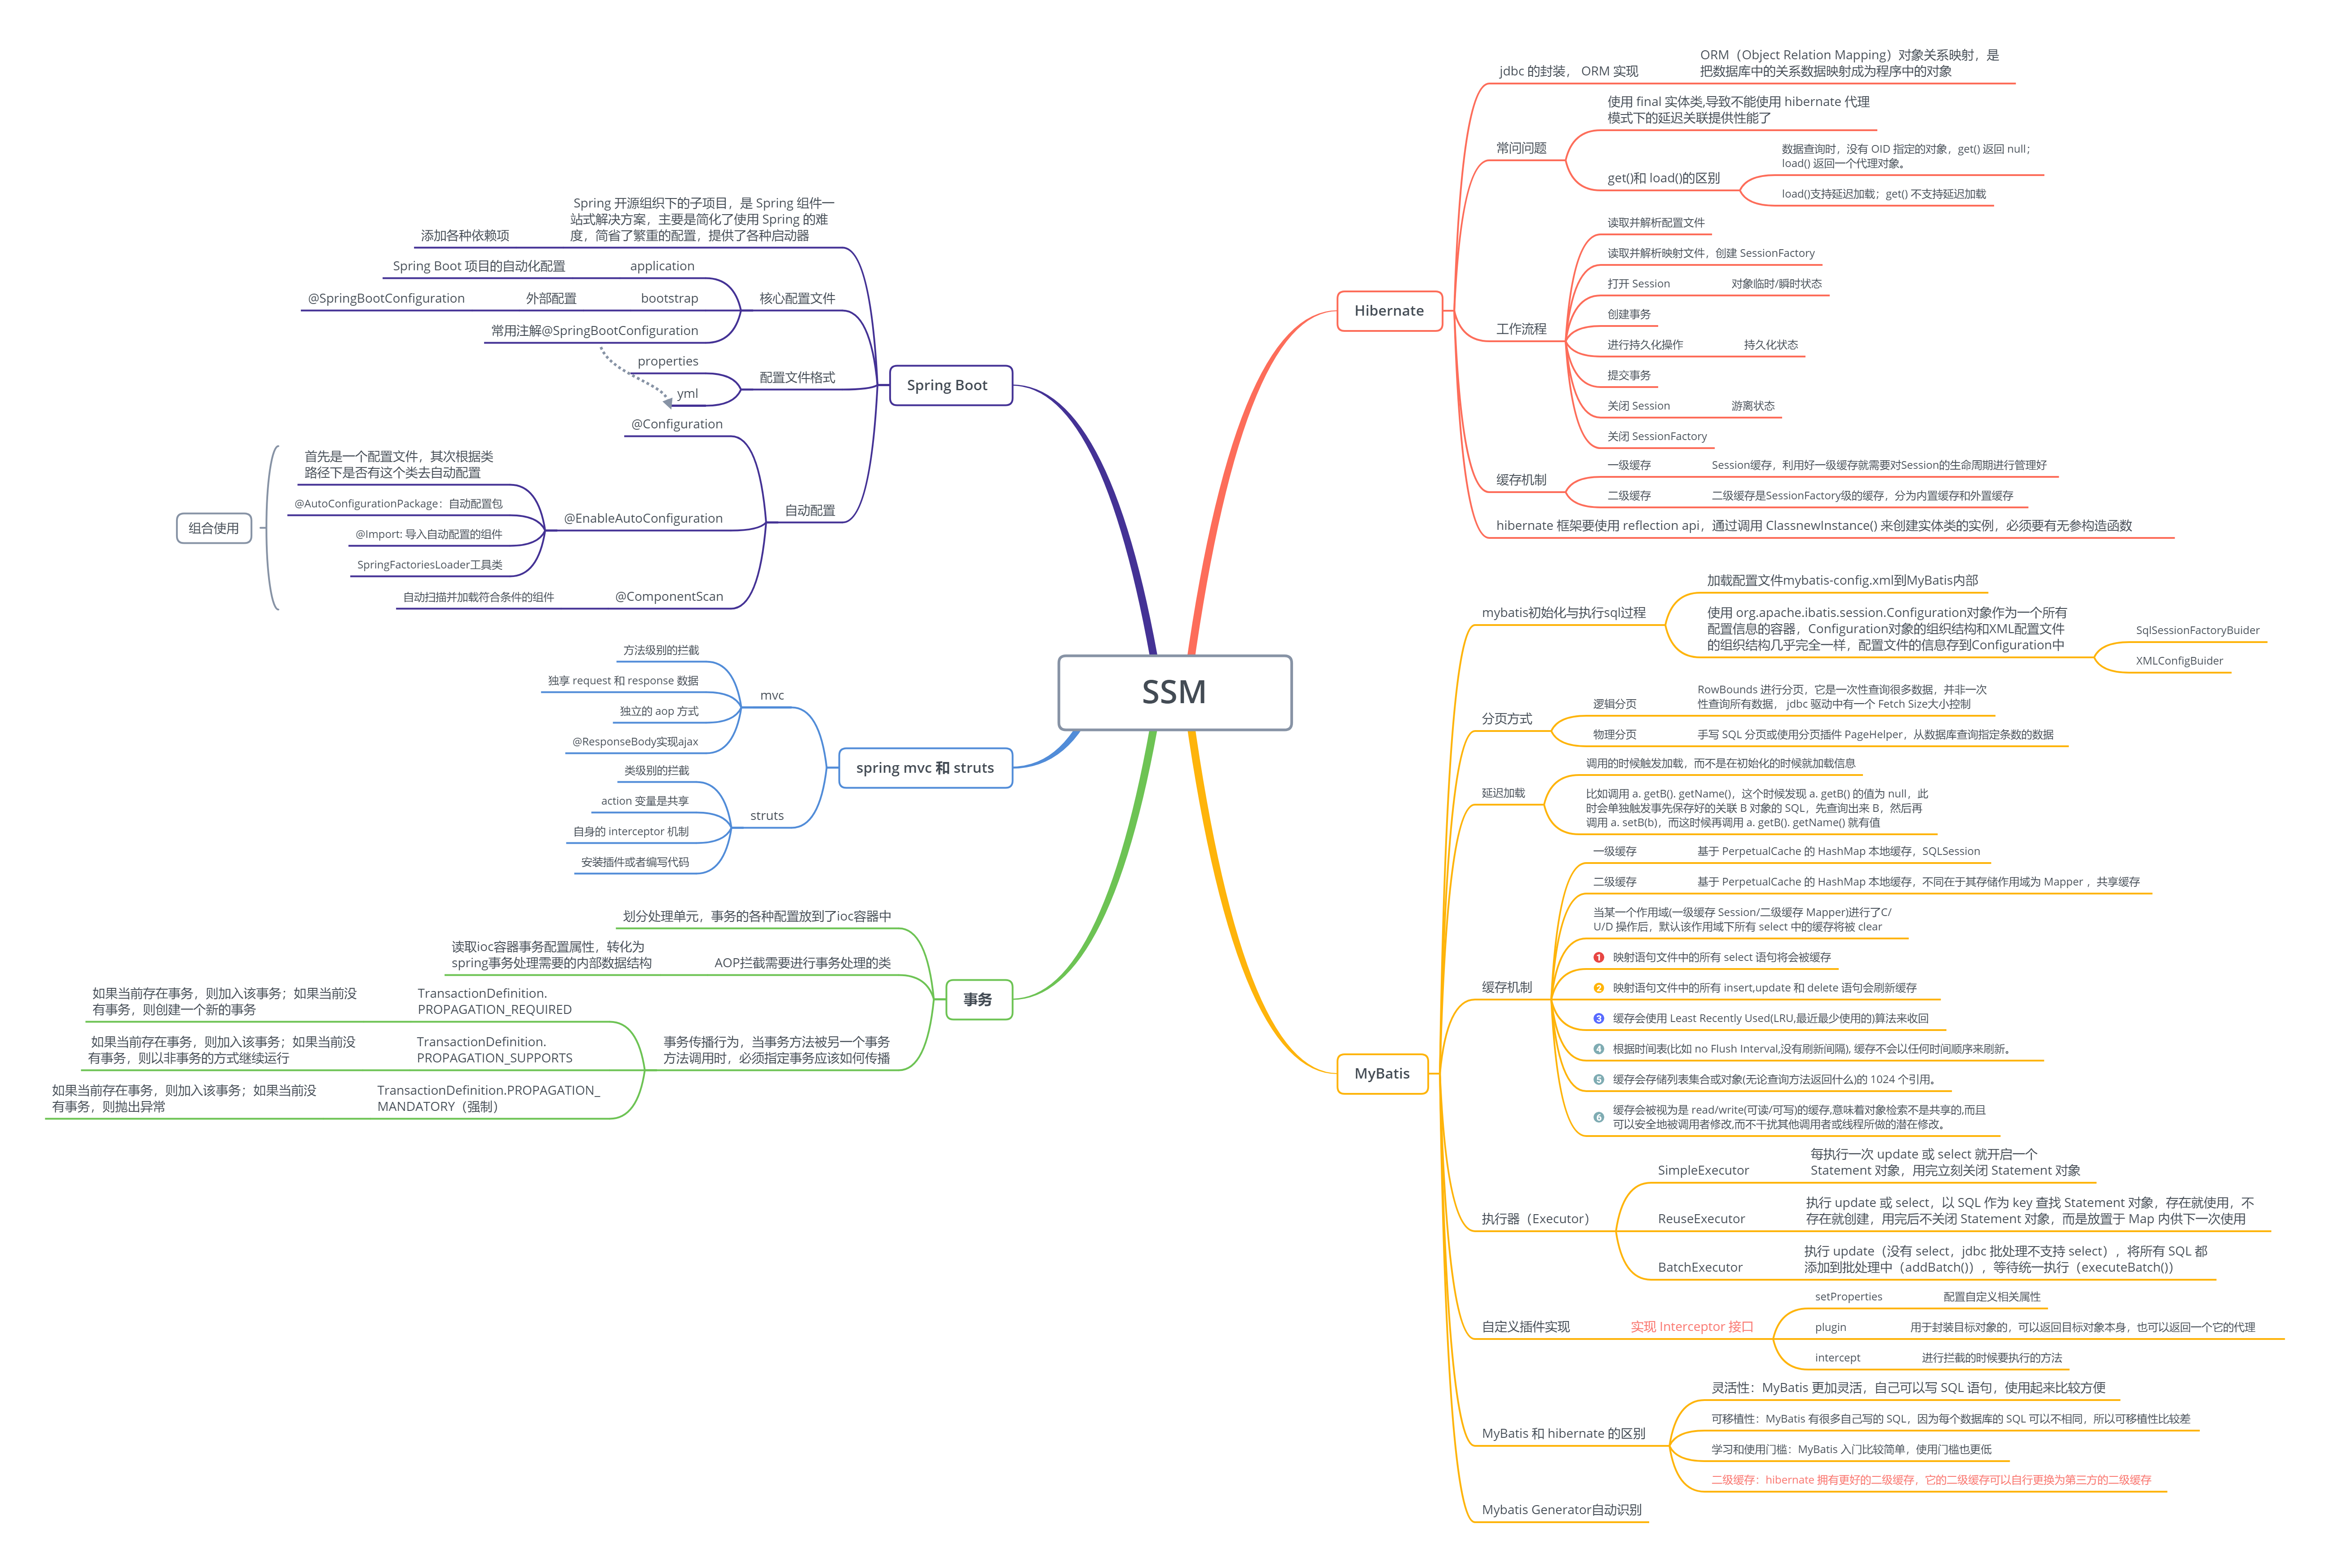 SSM
Hibernate
jdbc 的封装， ORM 实现
ORM（Object Relation Mapping）对象关系映射，是
把数据库中的关系数据映射成为程序中的对象
常问问题
使用 final 实体类,导致不能使用 hibernate 代理
模式下的延迟关联提供性能了
get()和 load()的区别
数据查询时，没有 OID 指定的对象，get() 返回 null；
load() 返回一个代理对象。
load()支持延迟加载；get() 不支持延迟加载
工作流程
读取并解析配置文件
读取并解析映射文件，创建 SessionFactory
打开 Session
对象临时/瞬时状态
创建事务
进行持久化操作
持久化状态
提交事务
关闭 Session
游离状态
关闭 SessionFactory
缓存机制
一级缓存
Session缓存，利用好一级缓存就需要对Session的生命周期进行管理好
二级缓存
二级缓存是SessionFactory级的缓存，分为内置缓存和外置缓存
hibernate 框架要使用 reflection api，通过调用 ClassnewInstance() 来创建实体类的实例，必须要有无参构造函数
MyBatis
mybatis初始化与执行sql过程
加载配置文件mybatis-config.xml到MyBatis内部
使用 org.apache.ibatis.session.Configuration对象作为一个所有
配置信息的容器，Configuration对象的组织结构和XML配置文件
的组织结构几乎完全一样，配置文件的信息存到Configuration中
SqlSessionFactoryBuider
XMLConfigBuider
分页方式
逻辑分页
RowBounds 进行分页，它是一次性查询很多数据，并非一次
性查询所有数据， jdbc 驱动中有一个 Fetch Size大小控制
物理分页
手写 SQL 分页或使用分页插件 PageHelper，从数据库查询指定条数的数据
延迟加载
调用的时候触发加载，而不是在初始化的时候就加载信息
比如调用 a. getB(). getName()，这个时候发现 a. getB() 的值为 null，此
时会单独触发事先保存好的关联 B 对象的 SQL，先查询出来 B，然后再
调用 a. setB(b)，而这时候再调用 a. getB(). getName() 就有值
缓存机制
一级缓存
基于 PerpetualCache 的 HashMap 本地缓存，SQLSession
二级缓存
基于 PerpetualCache 的 HashMap 本地缓存，不同在于其存储作用域为 Mapper ，共享缓存
当某一个作用域(一级缓存 Session/二级缓存 Mapper)进行了C/
U/D 操作后，默认该作用域下所有 select 中的缓存将被 clear
1 映射语句文件中的所有 select 语句将会被缓存
2 映射语句文件中的所有 insert,update 和 delete 语句会刷新缓存
3 缓存会使用 Least Recently Used(LRU,最近最少使用的)算法来收回
4 根据时间表(比如 no Flush Interval,没有刷新间隔), 缓存不会以任何时间顺序来刷新。
5 缓存会存储列表集合或对象(无论查询方法返回什么)的 1024 个引用。
6 缓存会被视为是 read/write(可读/可写)的缓存,意味着对象检索不是共享的,而且
可以安全地被调用者修改,而不干扰其他调用者或线程所做的潜在修改。
执行器（Executor）
SimpleExecutor
每执行一次 update 或 select 就开启一个
Statement 对象，用完立刻关闭 Statement 对象
ReuseExecutor
执行 update 或 select，以 SQL 作为 key 查找 Statement 对象，存在就使用，不
存在就创建，用完后不关闭 Statement 对象，而是放置于 Map 内供下一次使用
BatchExecutor
执行 update（没有 select，jdbc 批处理不支持 select），将所有 SQL 都
添加到批处理中（addBatch()），等待统一执行（executeBatch()）
自定义插件实现
实现 Interceptor 接口
setProperties
配置自定义相关属性
plugin
用于封装目标对象的，可以返回目标对象本身，也可以返回一个它的代理
intercept
进行拦截的时候要执行的方法
MyBatis 和 hibernate 的区别
灵活性：MyBatis 更加灵活，自己可以写 SQL 语句，使用起来比较方便
可移植性：MyBatis 有很多自己写的 SQL，因为每个数据库的 SQL 可以不相同，所以可移植性比较差
学习和使用门槛：MyBatis 入门比较简单，使用门槛也更低
二级缓存：hibernate 拥有更好的二级缓存，它的二级缓存可以自行更换为第三方的二级缓存
Mybatis Generator自动识别
Spring Boot
Spring 开源组织下的子项目，是 Spring 组件一
站式解决方案，主要是简化了使用 Spring 的难
度，简省了繁重的配置，提供了各种启动器
添加各种依赖项
核心配置文件
application
Spring Boot 项目的自动化配置
bootstrap
外部配置
@SpringBootConfiguration
常用注解@SpringBootConfiguration
配置文件格式
properties
yml
自动配置
@Configuration
@EnableAutoConfiguration
首先是一个配置文件，其次根据类
路径下是否有这个类去自动配置
@AutoConfigurationPackage：自动配置包
@Import: 导入自动配置的组件
SpringFactoriesLoader工具类
@ComponentScan
自动扫描并加载符合条件的组件
组合使用
spring mvc 和 struts
mvc
方法级别的拦截
独享 request 和 response 数据
独立的 aop 方式
@ResponseBody实现ajax
struts
类级别的拦截
action 变量是共享
自身的 interceptor 机制
安装插件或者编写代码
事务
划分处理单元，事务的各种配置放到了ioc容器中
AOP拦截需要进行事务处理的类
读取ioc容器事务配置属性，转化为
spring事务处理需要的内部数据结构
事务传播行为，当事务方法被另一个事务
方法调用时，必须指定事务应该如何传播
TransactionDefinition.
PROPAGATION_REQUIRED
如果当前存在事务，则加入该事务；如果当前没
有事务，则创建一个新的事务
TransactionDefinition.
PROPAGATION_SUPPORTS
如果当前存在事务，则加入该事务；如果当前没
有事务，则以非事务的方式继续运行
TransactionDefinition.PROPAGATION_
MANDATORY（强制）
如果当前存在事务，则加入该事务；如果当前没
有事务，则抛出异常